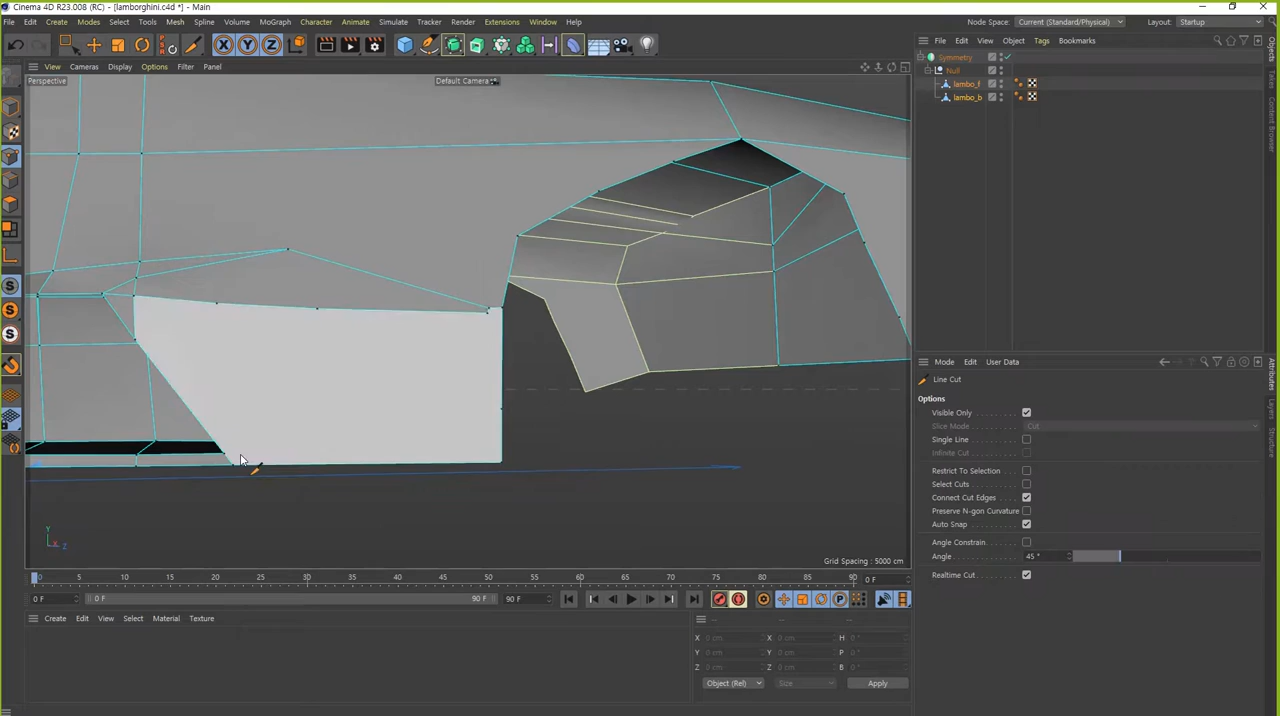 Cinema 4D R23.008 (RC) - [lamborghini.c4d *] - Main
File Edit Create Modes Select Tools Mesh Spline Volume MoGraph Character Animate Simulate Tracker Render Extensions Window Help
Node Space: Current (Standard/Physical) Layout: Startup
View Cameras Display Options Filter Panel
File Edit View Object Tags Bookmarks
Perspective
Default Camera
Symmetry
Null
lambo_f
lambo_b
Objects
Takes
Content Browser
Mode Edit User Data
Line Cut
Options
Visible Only
Slice Mode Cut
Single Line
Infinite Cut
Restrict To Selection
Select Cuts
Connect Cut Edges
Preserve N-gon Curvature
Auto Snap
Angle Constrain
Angle 45 °
Realtime Cut
Attributes
Layers
Structure
Y
X Z
Grid Spacing : 5000 cm
0 5 10 15 20 25 30 35 40 45 50 55 60 65 70 75 80 85 90 0 F
0 F 0 F 90 F 90 F
Create Edit View Select Material Texture
-- -- --
X 0 cm X 0 cm H 0 °
Y 0 cm Y 0 cm P 0 °
Z 0 cm Z 0 cm B 0 °
Object (Rel) Size Apply